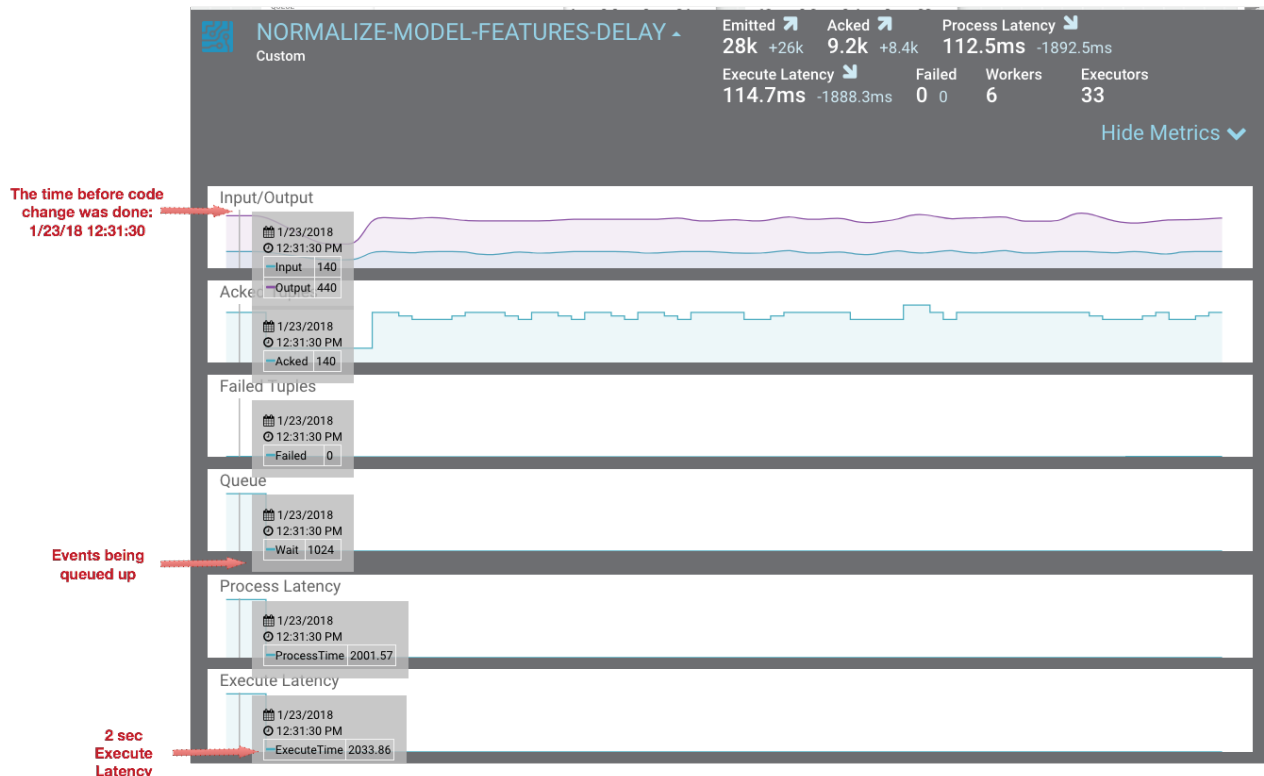 NORMALIZE-MODEL-FEATURES-DELAY
Custom
Emitted Acked Process Latency
28k +26k 9.2k +8.4k 112.5ms -1892.5ms
Execute Latency Failed Workers Executors
114.7ms -1888.3ms 0 0 6 33
Hide Metrics
The time before code
change was done:
1/23/18 12:31:30
Input/Output
1/23/2018
12:31:30 PM
Input 140
Output 440
Acked Tuples
1/23/2018
12:31:30 PM
Acked 140
Failed Tuples
1/23/2018
12:31:30 PM
Failed 0
Queue
1/23/2018
12:31:30 PM
Wait 1024
Events being
queued up
Process Latency
1/23/2018
12:31:30 PM
ProcessTime 2001.57
Execute Latency
1/23/2018
12:31:30 PM
ExecuteTime 2033.86
2 sec
Execute
Latency